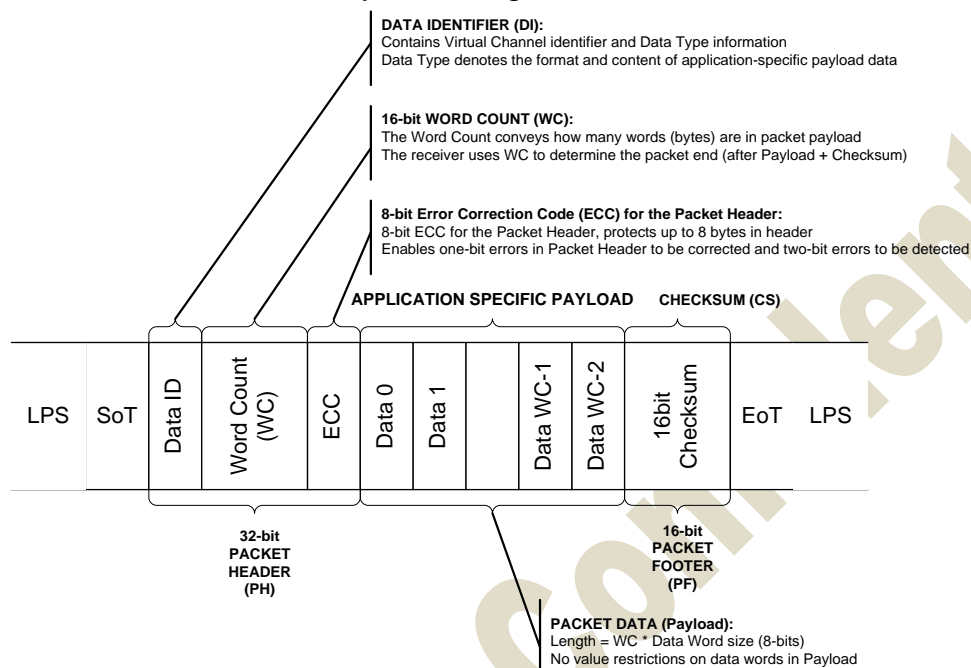 DATA IDENTIFIER (DI):
Contains Virtual Channel identifier and Data Type information
Data Type denotes the format and content of application-specific payload data
16-bit WORD COUNT (WC):
The Word Count conveys how many words (bytes) are in packet payload
The receiver uses WC to determine the packet end (after Payload + Checksum)
8-bit Error Correction Code (ECC) for the Packet Header:
8-bit ECC for the Packet Header, protects up to 8 bytes in header
Enables one-bit errors in Packet Header to be corrected and two-bit errors to be detected
APPLICATION SPECIFIC PAYLOAD
CHECKSUM (CS)
LPS
SoT
Data ID
Word Count
(WC)
ECC
Data 0
Data 1
Data WC-1
Data WC-2
16bit
Checksum
EoT
LPS
32-bit
PACKET
HEADER
(PH)
16-bit
PACKET
FOOTER
(PF)
PACKET DATA (Payload):
Length = WC * Data Word size (8-bits)
No value restrictions on data words in Payload